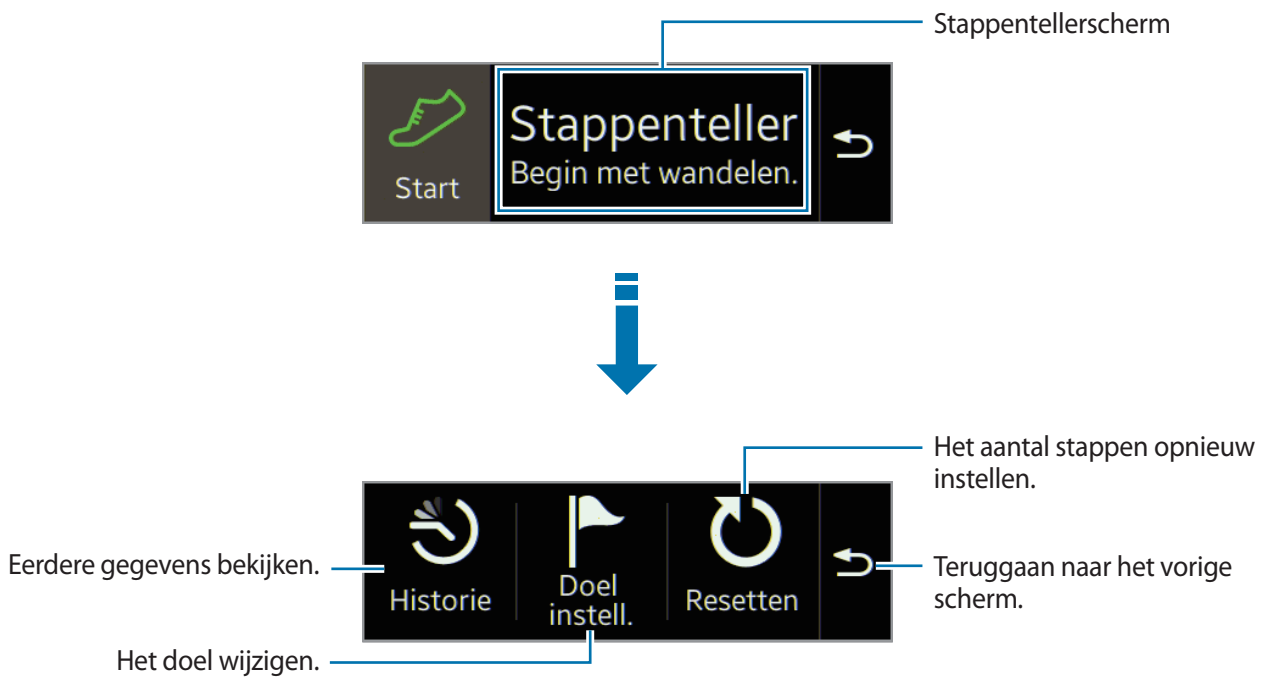 Stappentellerscherm
Stappenteller
Begin met wandelen.
Start
Het aantal stappen opnieuw
instellen.
Eerdere gegevens bekijken.
Historie
Doel
instell.
Resetten
Teruggaan naar het vorige
scherm.
Het doel wijzigen.